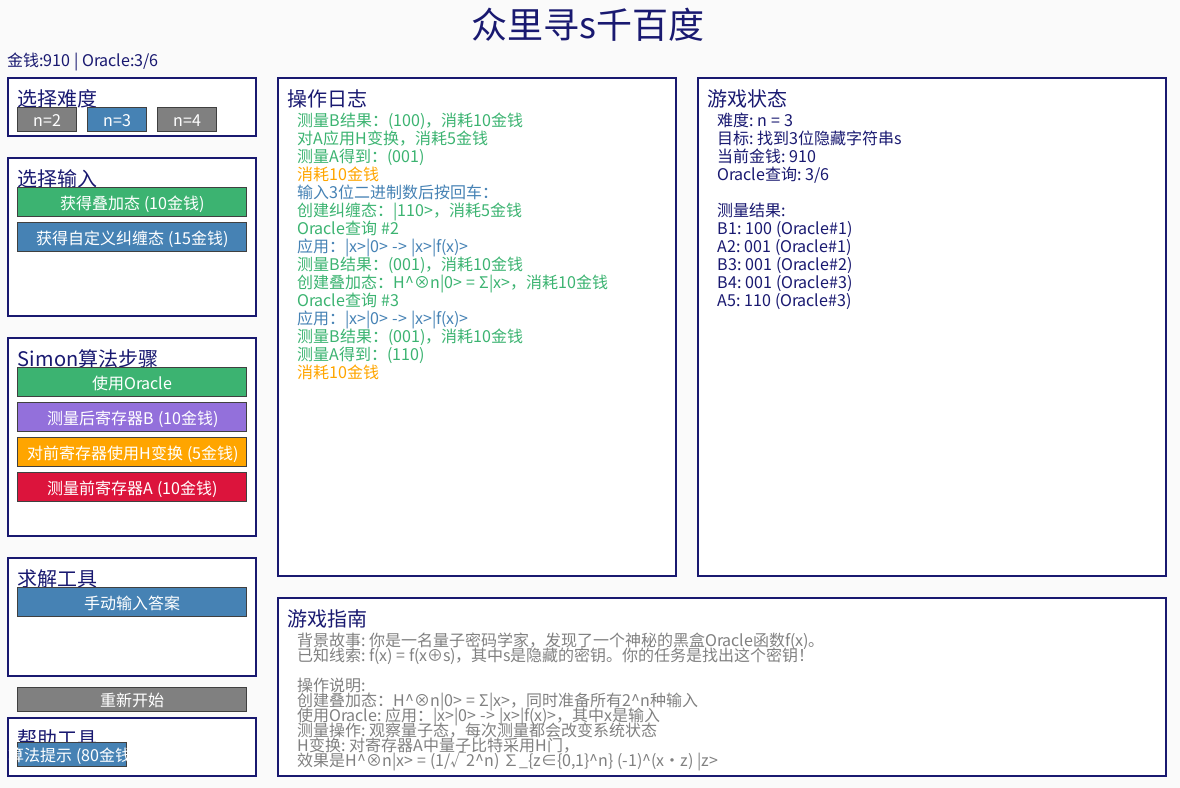 众里寻s千百度
金钱:910 | Oracle:3/6
选择难度
n=2
n=3
n=4
选择输入
获得叠加态 (10金钱)
获得自定义纠缠态 (15金钱)
Simon算法步骤
使用Oracle
测量后寄存器B (10金钱)
对前寄存器使用H变换 (5金钱)
测量前寄存器A (10金钱)
求解工具
手动输入答案
重新开始
帮助工具
算法提示 (80金钱
操作日志
测量B结果：(100)，消耗10金钱
对A应用H变换，消耗5金钱
测量A得到：(001)
消耗10金钱
输入3位二进制数后按回车：
创建纠缠态：|110>，消耗5金钱
Oracle查询 #2
应用：|x>|0> -> |x>|f(x)>
测量B结果：(001)，消耗10金钱
创建叠加态：H^⊗n|0> = Σ|x>，消耗10金钱
Oracle查询 #3
应用：|x>|0> -> |x>|f(x)>
测量B结果：(001)，消耗10金钱
测量A得到：(110)
消耗10金钱
游戏状态
难度: n = 3
目标: 找到3位隐藏字符串s
当前金钱: 910
Oracle查询: 3/6
测量结果:
B1: 100 (Oracle#1)
A2: 001 (Oracle#1)
B3: 001 (Oracle#2)
B4: 001 (Oracle#3)
A5: 110 (Oracle#3)
游戏指南
背景故事: 你是一名量子密码学家，发现了一个神秘的黑盒Oracle函数f(x)。
已知线索: f(x) = f(x⊕s)，其中s是隐藏的密钥。你的任务是找出这个密钥！
操作说明:
创建叠加态：H^⊗n|0> = Σ|x>，同时准备所有2^n种输入
使用Oracle: 应用：|x>|0> -> |x>|f(x)>，其中x是输入
测量操作: 观察量子态，每次测量都会改变系统状态
H变换: 对寄存器A中量子比特采用H门，
效果是H^⊗n|x> = (1/√ 2^n) Σ_{z∈{0,1}^n} (-1)^(x・z) |z>